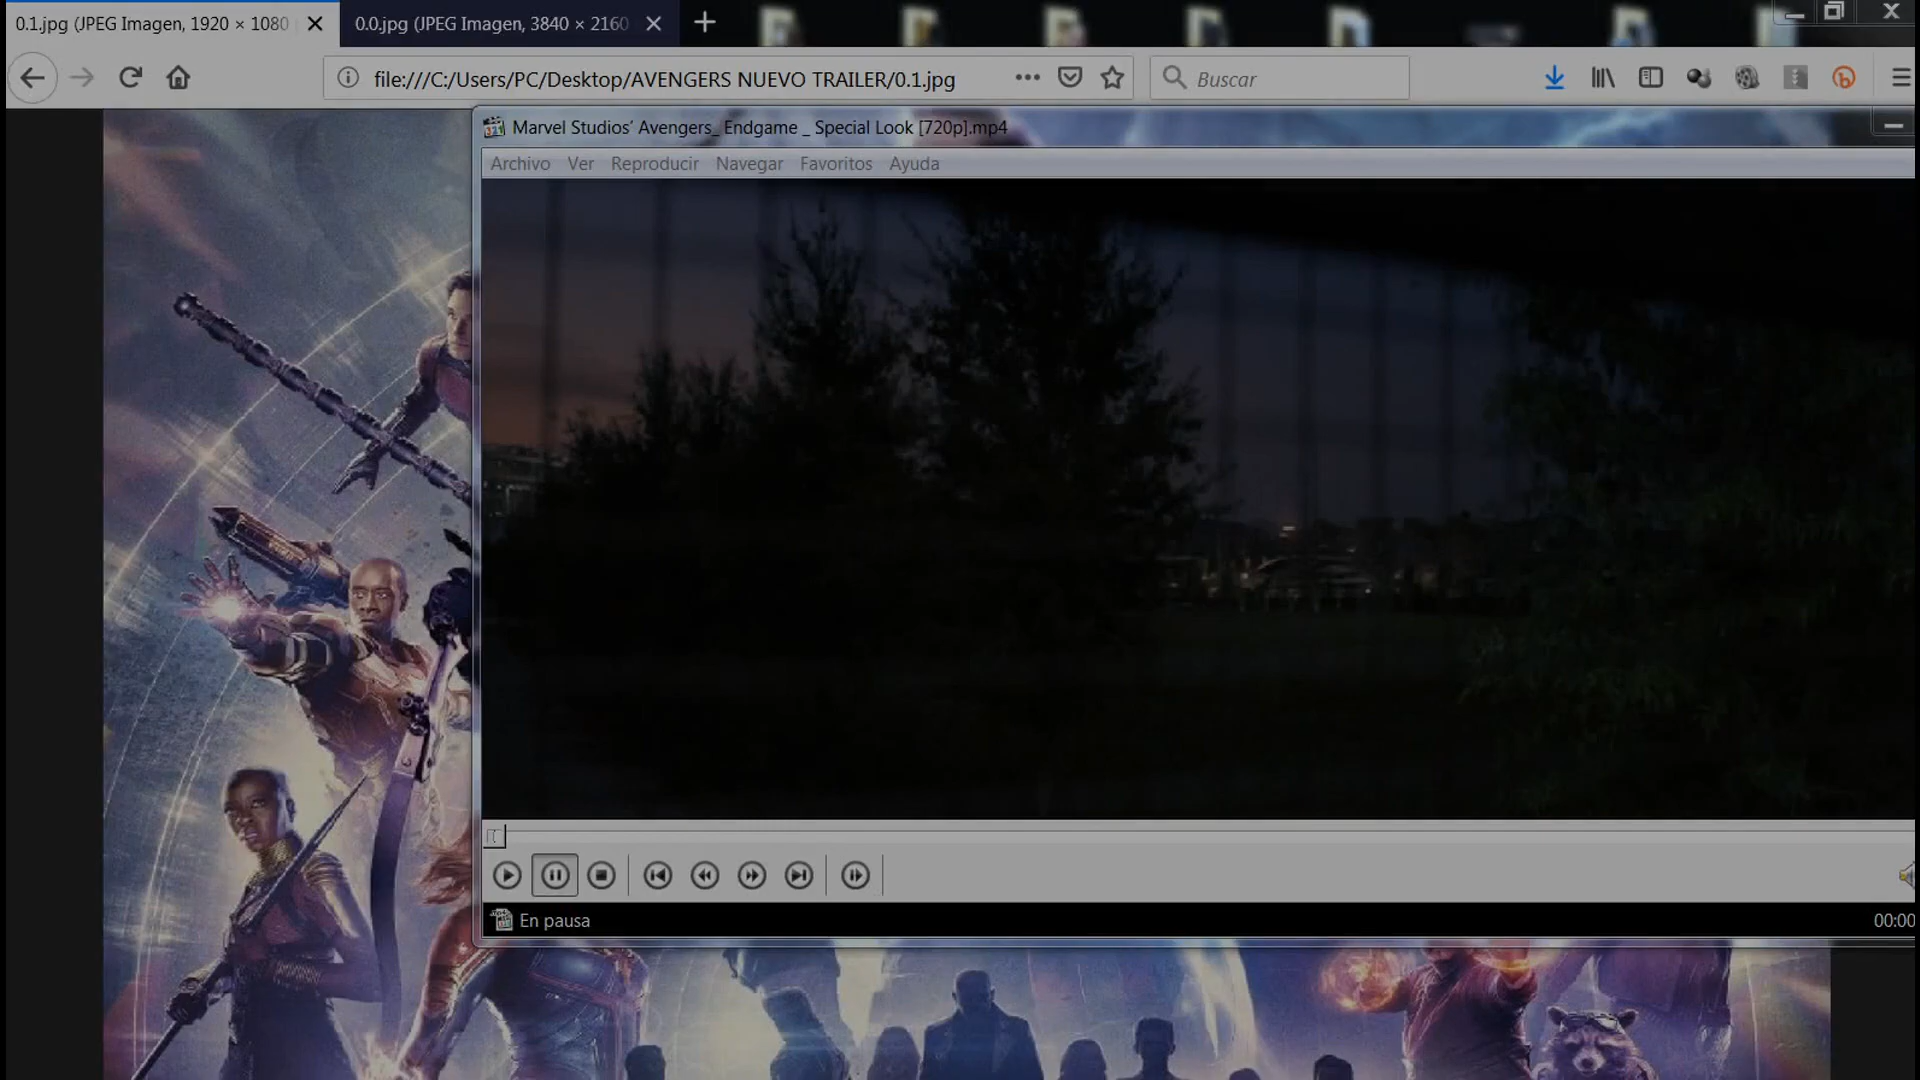 0.1.jpg (JPEG Imagen, 1920 × 1080
0.0.jpg (JPEG Imagen, 3840 × 2160
file:///C:/Users/PC/Desktop/AVENGERS NUEVO TRAILER/0.1.jpg
Buscar
Marvel Studios’ Avengers_ Endgame _ Special Look [720p].mp4
Archivo Ver Reproducir Navegar Favoritos Ayuda
En pausa
00:00